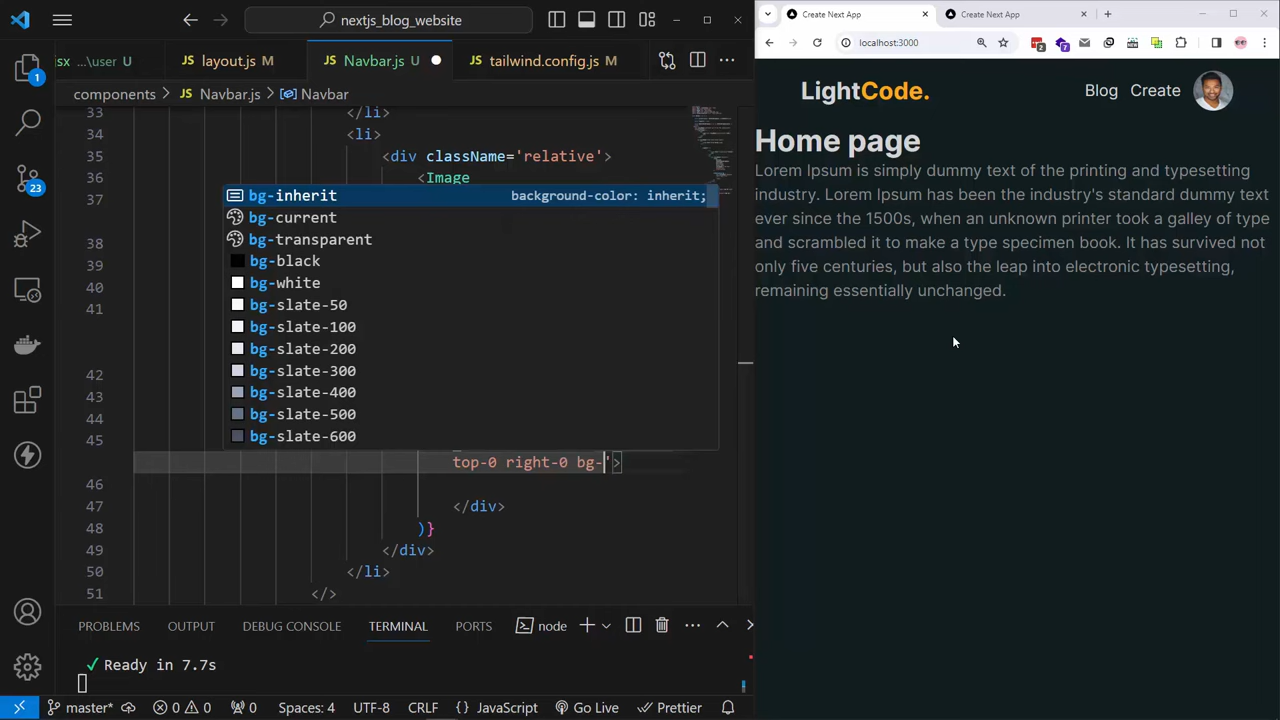 nextjs_blog_website
jsx ...\user U
JS layout.js M
JS Navbar.js U
JS tailwind.config.js M
components > JS Navbar.js > Navbar
33 </li>
34 <li>
35 <div className='relative'>
36 <Image
37
38
39
40
41
42
43
44
45
bg-inherit background-color: inherit;
bg-current
bg-transparent
bg-black
bg-white
bg-slate-50
bg-slate-100
bg-slate-200
bg-slate-300
bg-slate-400
bg-slate-500
bg-slate-600
top-0 right-0 bg-'>
46
47 </div>
48 )}
49 </div>
50 </li>
51 </>
PROBLEMS OUTPUT DEBUG CONSOLE TERMINAL PORTS node
✓ Ready in 7.7s
master* 0 0 0 Spaces: 4 UTF-8 CRLF {} JavaScript Go Live Prettier
1
23
Create Next App
Create Next App
localhost:3000
2
7
LightCode. Blog Create
Home page
Lorem Ipsum is simply dummy text of the printing and typesetting
industry. Lorem Ipsum has been the industry's standard dummy text
ever since the 1500s, when an unknown printer took a galley of type
and scrambled it to make a type specimen book. It has survived not
only five centuries, but also the leap into electronic typesetting,
remaining essentially unchanged.